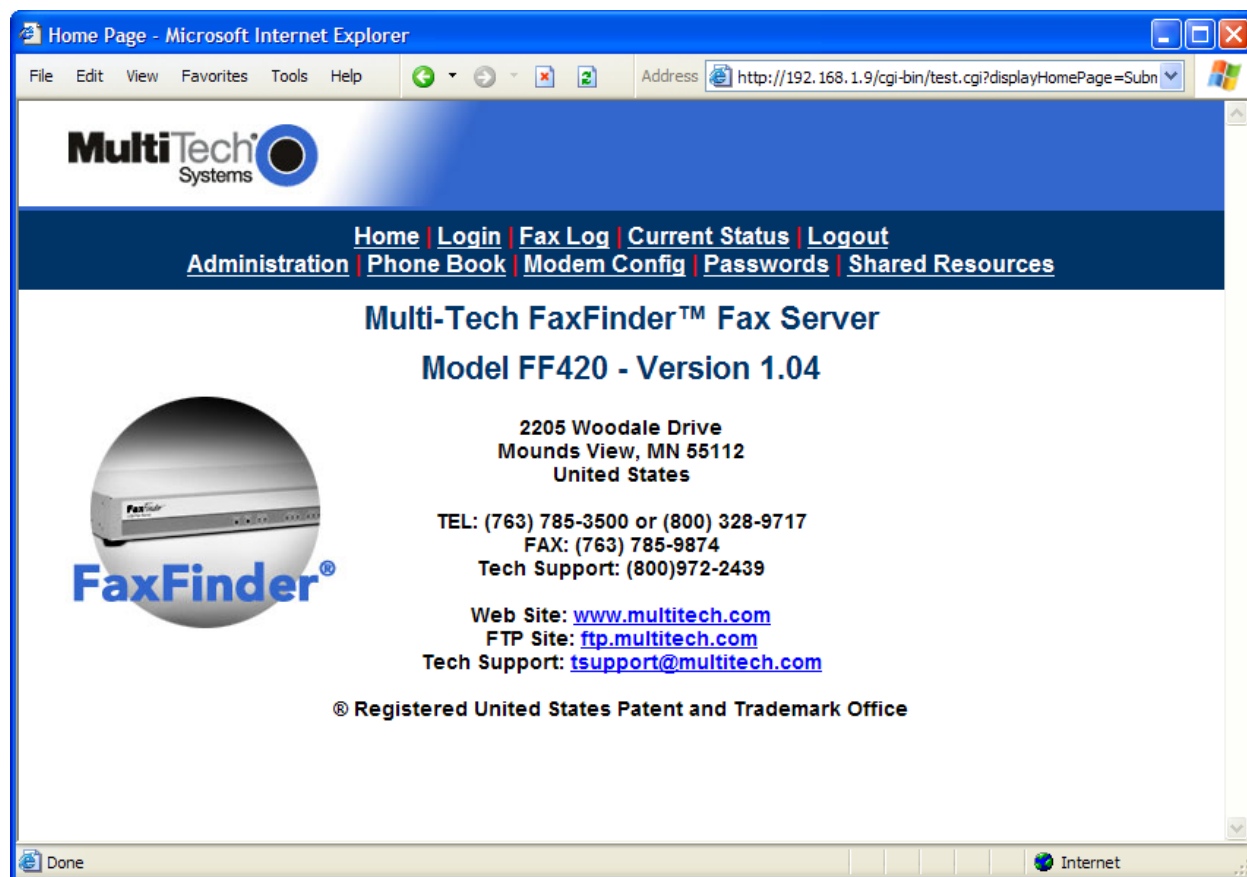 Home Page - Microsoft Internet Explorer
File Edit View Favorites Tools Help Address http://192.168.1.9/cgi-bin/test.cgi?displayHomePage=Subm
MultiTech
Systems
Home | Login | Fax Log | Current Status | Logout
Administration | Phone Book | Modem Config | Passwords | Shared Resources
Multi-Tech FaxFinder™ Fax Server
Model FF420 - Version 1.04
2205 Woodale Drive
Mounds View, MN 55112
United States
TEL: (763) 785-3500 or (800) 328-9717
FAX: (763) 785-9874
Tech Support: (800)972-2439
FaxFinder
FaxFinder®
Web Site: www.multitech.com
FTP Site: ftp.multitech.com
Tech Support: tsupport@multitech.com
® Registered United States Patent and Trademark Office
Done Internet